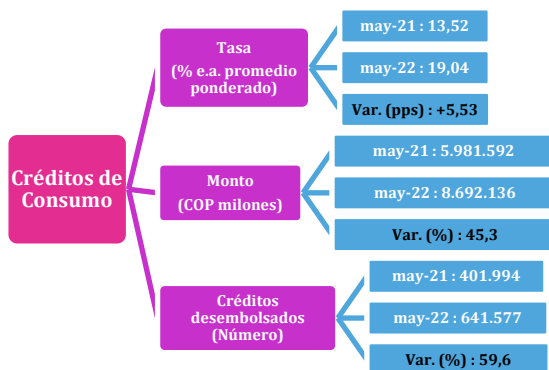 Créditos de
Consumo
Tasa
(% e.a. promedio
ponderado)
may-21 : 13,52
may-22 : 19,04
Var. (pps) : +5,53
Monto
(COP milones)
may-21 : 5.981.592
may-22 : 8.692.136
Var. (%) : 45,3
Créditos
desembolsados
(Número)
may-21 : 401.994
may-22 : 641.577
Var. (%) : 59,6